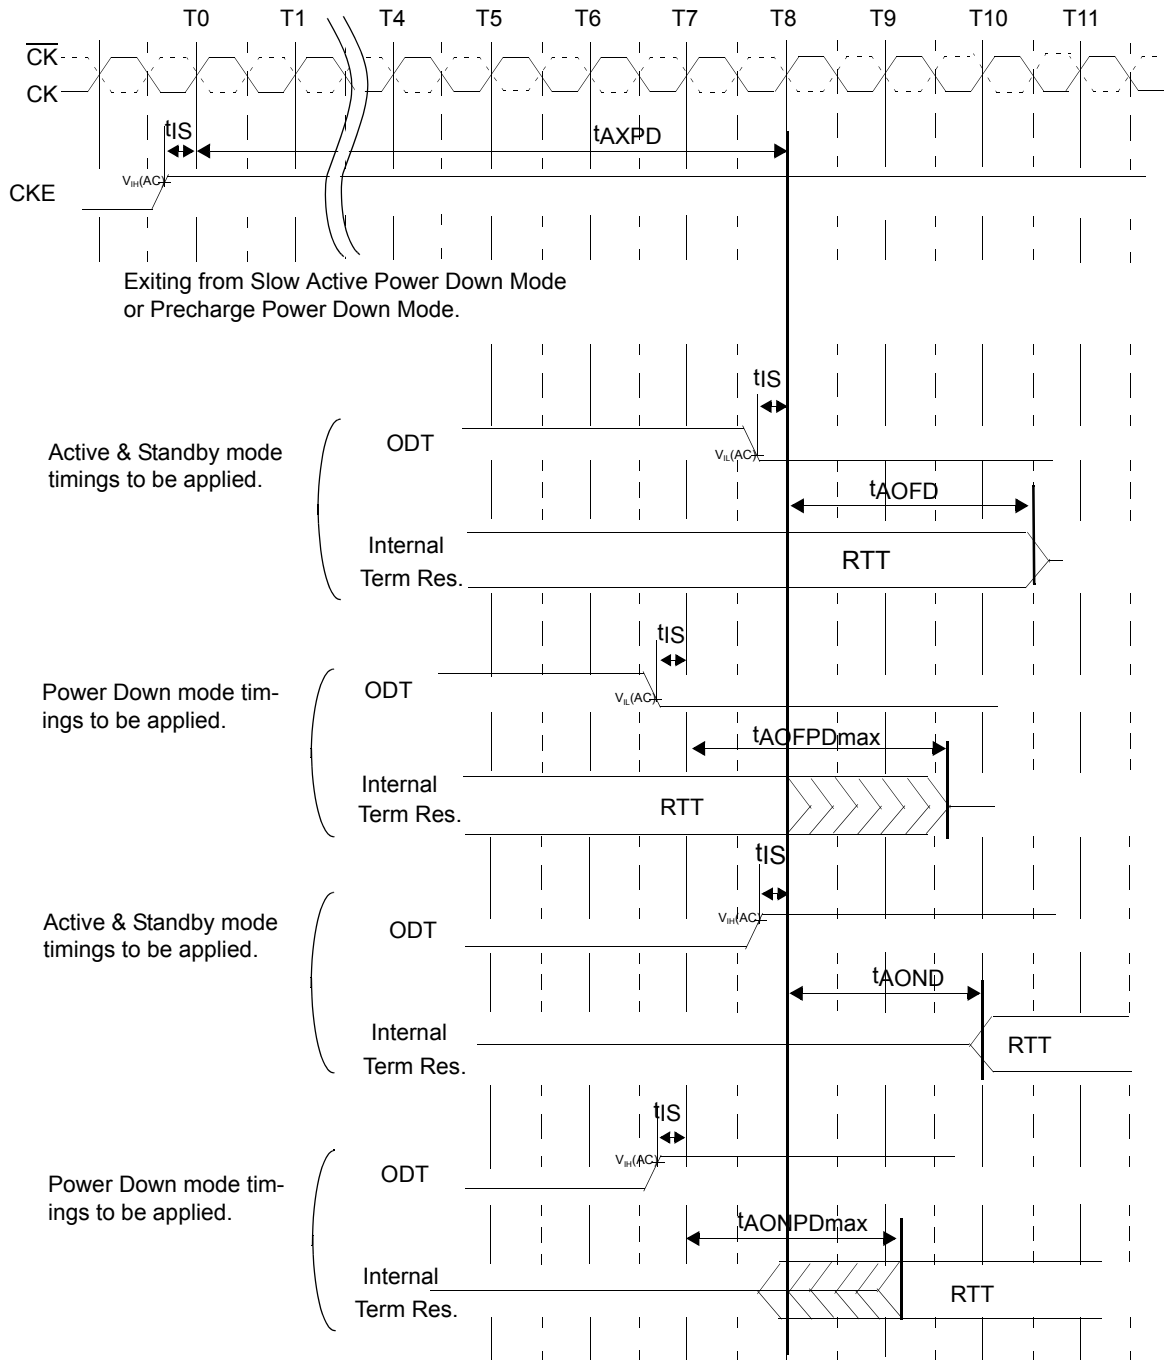 T0 T1 T4 T5 T6 T7 T8 T9 T10 T11
CK
CK
tIS
tAXPD
VIH(AC)
CKE
Exiting from Slow Active Power Down Mode
or Precharge Power Down Mode.
tIS
Active & Standby mode
timings to be applied.
ODT
VIL(AC)
tAOFD
Internal
Term Res.
RTT
tIS
Power Down mode tim-
ings to be applied.
ODT
VIL(AC)
tAOFPDmax
Internal
Term Res.
RTT
tIS
Active & Standby mode
timings to be applied.
ODT
VIH(AC)
tAOND
Internal
Term Res.
RTT
tIS
Power Down mode tim-
ings to be applied.
ODT
VIH(AC)
tAONPDmax
Internal
Term Res.
RTT